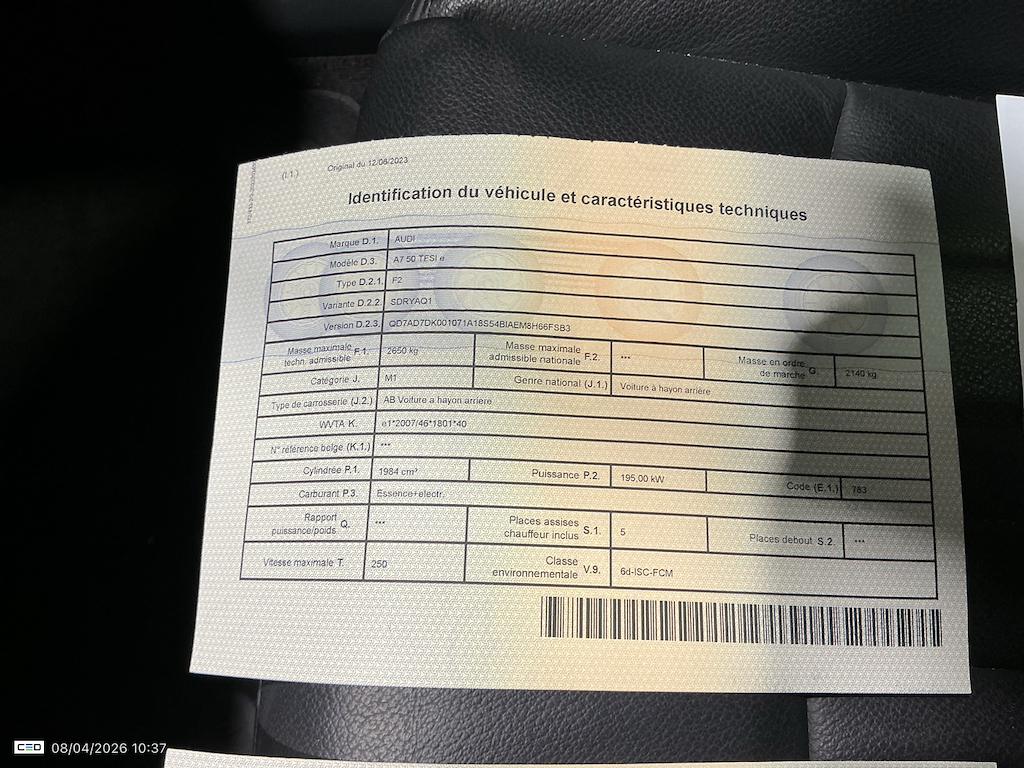 (I.1.)
Original du 12/06/2023
Identification du véhicule et caractéristiques techniques
Marque D.1. AUDI
Modèle D.3. A7 50 TFSI e
Type D.2.1. F2
Variante D.2.2. SDRYAQ1
Version D.2.3. QD7AD7DK001071A18S54BIAEM8H66FSB3
Masse maximale techn. admissible F.1. 2650 kg
Masse maximale admissible nationale F.2. ***
Masse en ordre de marche G. 2140 kg
Catégorie J. M1
Genre national (J.1.) Voiture à hayon arrière
Type de carrosserie (J.2.) AB Voiture à hayon arrière
WVTA K. e1*2007/46*1801*40
N° référence belge (K.1.) ***
Cylindrée P.1. 1984 cm³
Puissance P.2. 195,00 kW
Code (E.1.) 783
Carburant P.3. Essence+electr.
Rapport puissance/poids Q. ***
Places assises chauffeur inclus S.1. 5
Places debout S.2. ***
Vitesse maximale T. 250
Classe environnementale V.9. 6d-ISC-FCM
08/04/2026 10:37